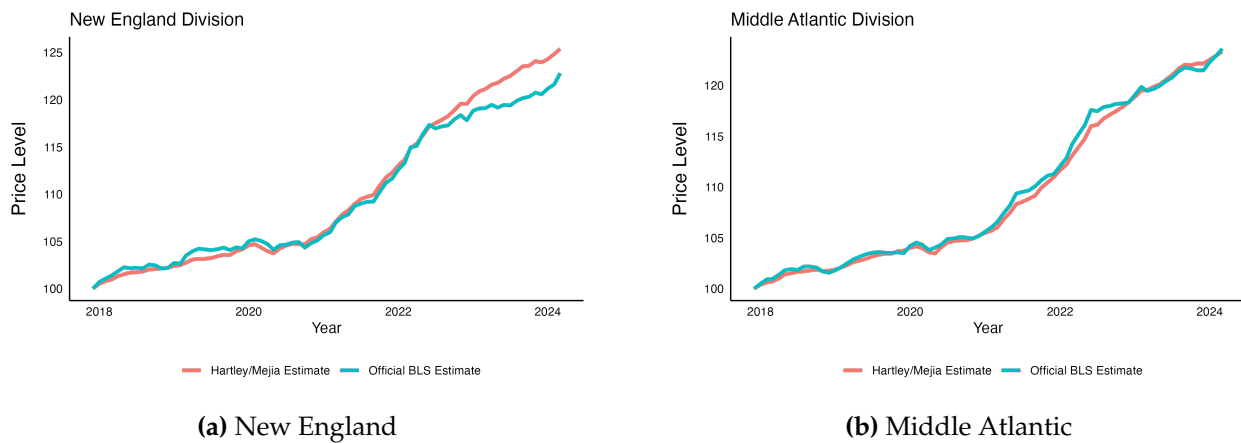 New England Division
125
120
115
110
105
100
Price Level
2018 2020 2022 2024
Year
Hartley/Mejia Estimate Official BLS Estimate
(a) New England
Middle Atlantic Division
120
115
110
105
100
Price Level
2018 2020 2022 2024
Year
Hartley/Mejia Estimate Official BLS Estimate
(b) Middle Atlantic